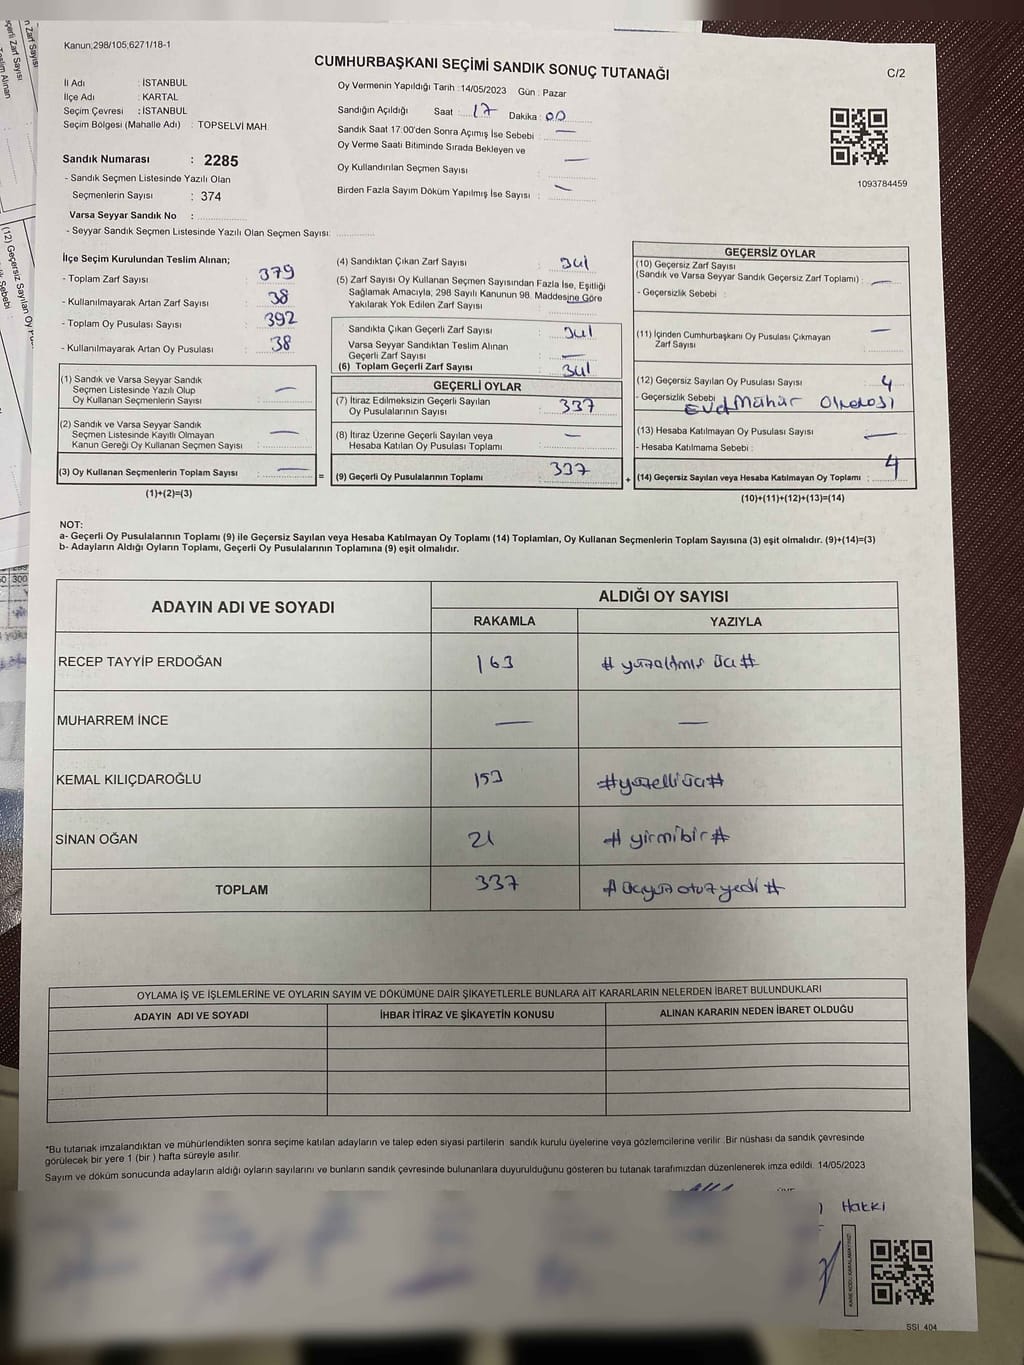 Kanun;298/105;6271/18-1
CUMHURBAŞKANI SEÇİMİ SANDIK SONUÇ TUTANAĞI
C/2
İl Adı : İSTANBUL
İlçe Adı : KARTAL
Seçim Çevresi : İSTANBUL
Seçim Bölgesi (Mahalle Adı) : TOPSELVİ MAH.
Sandık Numarası : 2285
- Sandık Seçmen Listesinde Yazılı Olan
Seçmenlerin Sayısı : 374
Varsa Seyyar Sandık No :
- Seyyar Sandık Seçmen Listesinde Yazılı Olan Seçmen Sayısı:
Oy Vermenin Yapıldığı Tarih : 14/05/2023 Gün : Pazar
Sandığın Açıldığı Saat : 17 Dakika : 00
Sandık Saat 17:00'den Sonra Açımış İse Sebebi : —
Oy Verme Saati Bitiminde Sırada Bekleyen ve
Oy Kullandırılan Seçmen Sayısı : —
Birden Fazla Sayım Döküm Yapılmış İse Sayısı : —
1093784459
İlçe Seçim Kurulundan Teslim Alınan;
- Toplam Zarf Sayısı : 379
- Kullanılmayarak Artan Zarf Sayısı : 38
- Toplam Oy Pusulası Sayısı : 392
- Kullanılmayarak Artan Oy Pusulası : 38
(1) Sandık ve Varsa Seyyar Sandık
Seçmen Listesinde Yazılı Olup
Oy Kullanan Seçmenlerin Sayısı : —
(2) Sandık ve Varsa Seyyar Sandık
Seçmen Listesinde Kayıtlı Olmayan
Kanun Gereği Oy Kullanan Seçmen Sayısı : —
(3) Oy Kullanan Seçmenlerin Toplam Sayısı : — =
(1)+(2)=(3)
(4) Sandıktan Çıkan Zarf Sayısı : 341
(5) Zarf Sayısı Oy Kullanan Seçmen Sayısından Fazla İse, Eşitliği
Sağlamak Amacıyla, 298 Sayılı Kanunun 98. Maddesine Göre
Yakılarak Yok Edilen Zarf Sayısı : —
Sandıkta Çıkan Geçerli Zarf Sayısı : 341
Varsa Seyyar Sandıktan Teslim Alınan
Geçerli Zarf Sayısı : —
(6) Toplam Geçerli Zarf Sayısı : 341
GEÇERLİ OYLAR
(7) İtiraz Edilmeksizin Geçerli Sayılan
Oy Pusulalarının Sayısı : 337
(8) İtiraz Üzerine Geçerli Sayılan veya
Hesaba Katılan Oy Pusulası Toplamı : —
(9) Geçerli Oy Pusulalarının Toplamı : 337 +
GEÇERSİZ OYLAR
(10) Geçersiz Zarf Sayısı
(Sandık ve Varsa Seyyar Sandık Geçersiz Zarf Toplamı) : —
- Geçersizlik Sebebi :
(11) İçinden Cumhurbaşkanı Oy Pusulası Çıkmayan
Zarf Sayısı : —
(12) Geçersiz Sayılan Oy Pusulası Sayısı : 4
- Geçersizlik Sebebi : Evet Mühür Olmaması
(13) Hesaba Katılmayan Oy Pusulası Sayısı : —
- Hesaba Katılmama Sebebi :
(14) Geçersiz Sayılan veya Hesaba Katılmayan Oy Toplamı : 4
(10)+(11)+(12)+(13)=(14)
NOT:
a- Geçerli Oy Pusulalarının Toplamı (9) ile Geçersiz Sayılan veya Hesaba Katılmayan Oy Toplamı (14) Toplamları, Oy Kullanan Seçmenlerin Toplam Sayısına (3) eşit olmalıdır. (9)+(14)=(3)
b- Adayların Aldığı Oyların Toplamı, Geçerli Oy Pusulalarının Toplamına (9) eşit olmalıdır.
ADAYIN ADI VE SOYADI
ALDIĞI OY SAYISI
RAKAMLA YAZIYLA
RECEP TAYYİP ERDOĞAN 163 # yüzaltmış üç #
MUHARREM İNCE — —
KEMAL KILIÇDAROĞLU 153 # yüzelli üç #
SİNAN OĞAN 21 # yirmibir #
TOPLAM 337 # üçyüz otuz yedi #
OYLAMA İŞ VE İŞLEMLERİNE VE OYLARIN SAYIM VE DÖKÜMÜNE DAİR ŞİKAYETLERLE BUNLARA AİT KARARLARIN NELERDEN İBARET BULUNDUKLARI
ADAYIN ADI VE SOYADI İHBAR İTİRAZ VE ŞİKAYETİN KONUSU ALINAN KARARIN NEDEN İBARET OLDUĞU
*Bu tutanak imzalandıktan ve mühürlendikten sonra seçime katılan adayların ve talep eden siyasi partilerin sandık kurulu üyelerine veya gözlemcilerine verilir. Bir nüshası da sandık çevresinde
görülecek bir yere 1 (bir ) hafta süreyle asılır.
Sayım ve döküm sonucunda adayların aldığı oyların sayılarını ve bunların sandık çevresinde bulunanlara duyurulduğunu gösteren bu tutanak tarafımızdan düzenlenerek imza edildi. 14/05/2023
Hakki
SSİ_404